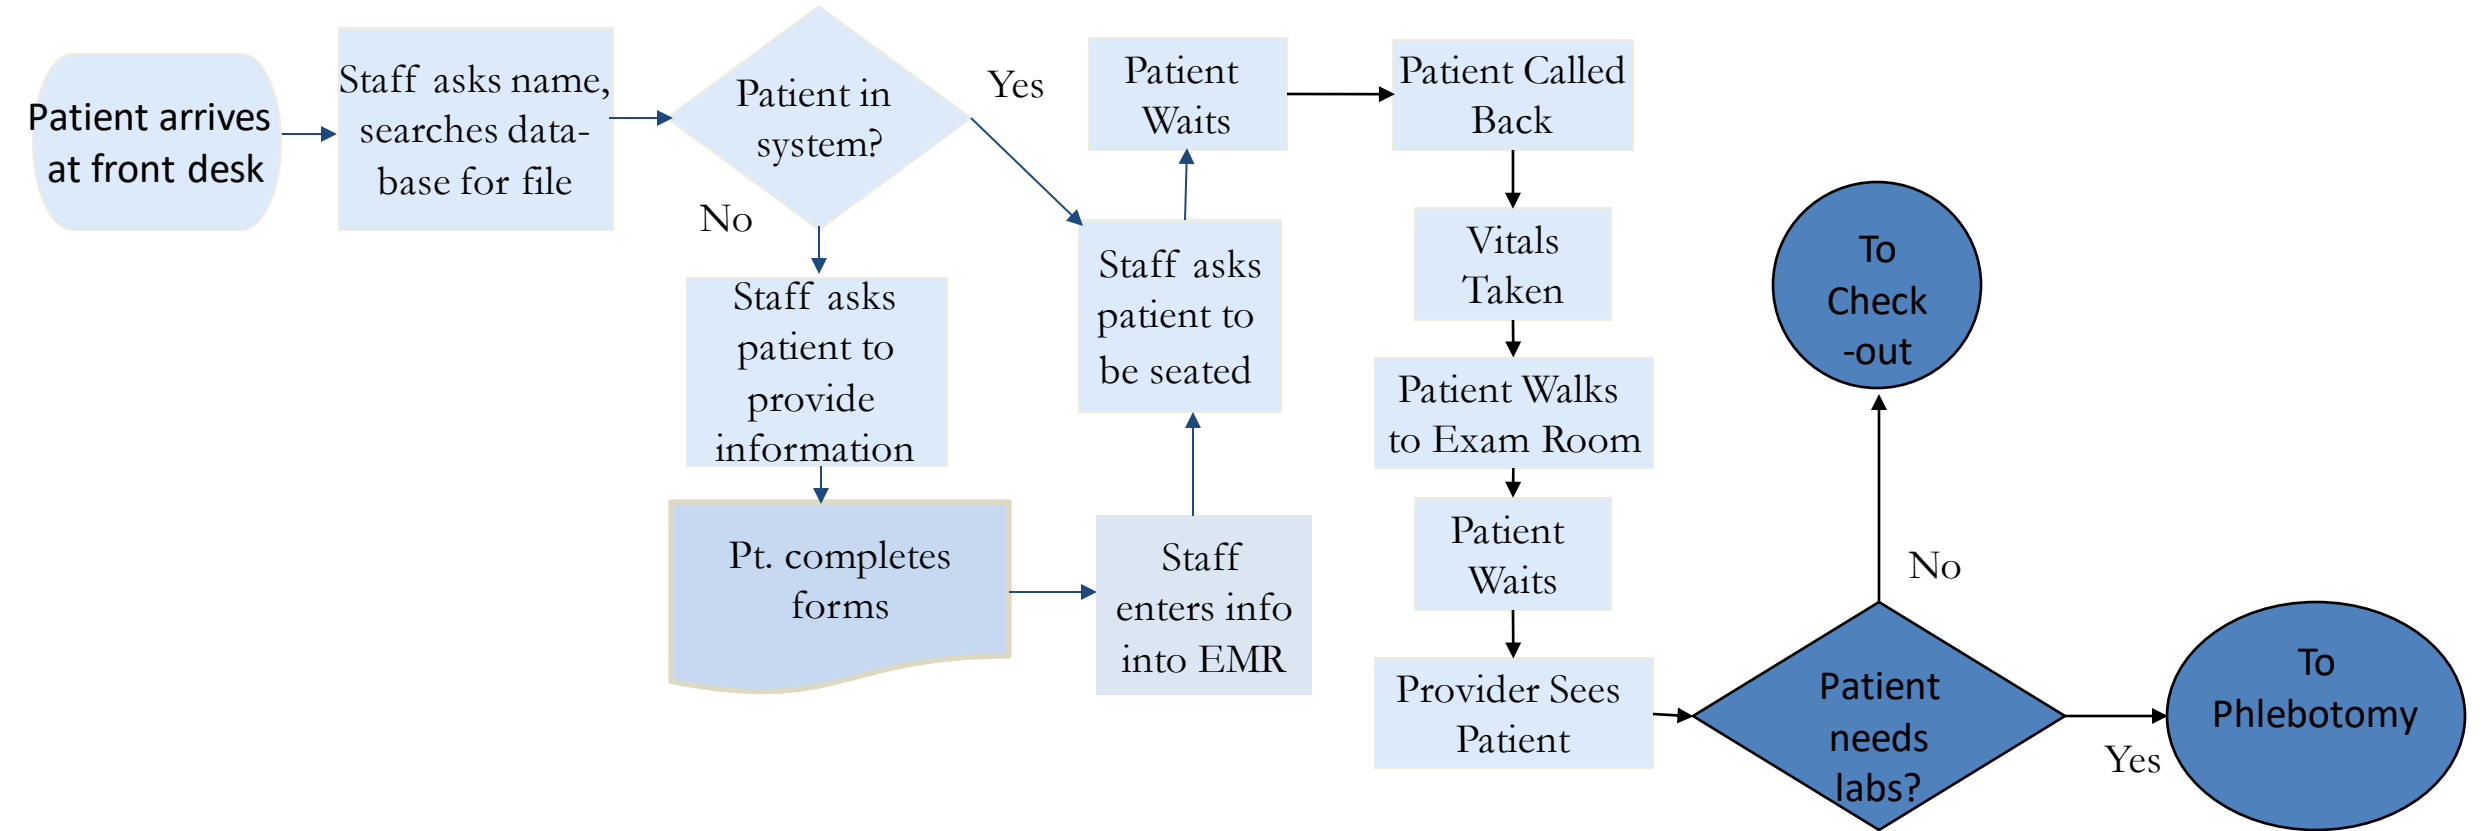 Patient arrives
at front desk
Staff asks name,
searches data-
base for file
Patient in
system?
Yes
No
Staff asks
patient to
provide
information
Pt. completes
forms
Staff
enters info
into EMR
Staff asks
patient to
be seated
Patient
Waits
Patient Called
Back
Vitals
Taken
Patient Walks
to Exam Room
Patient
Waits
Provider Sees
Patient
Patient
needs
labs?
No
To
Check
-out
Yes
To
Phlebotomy